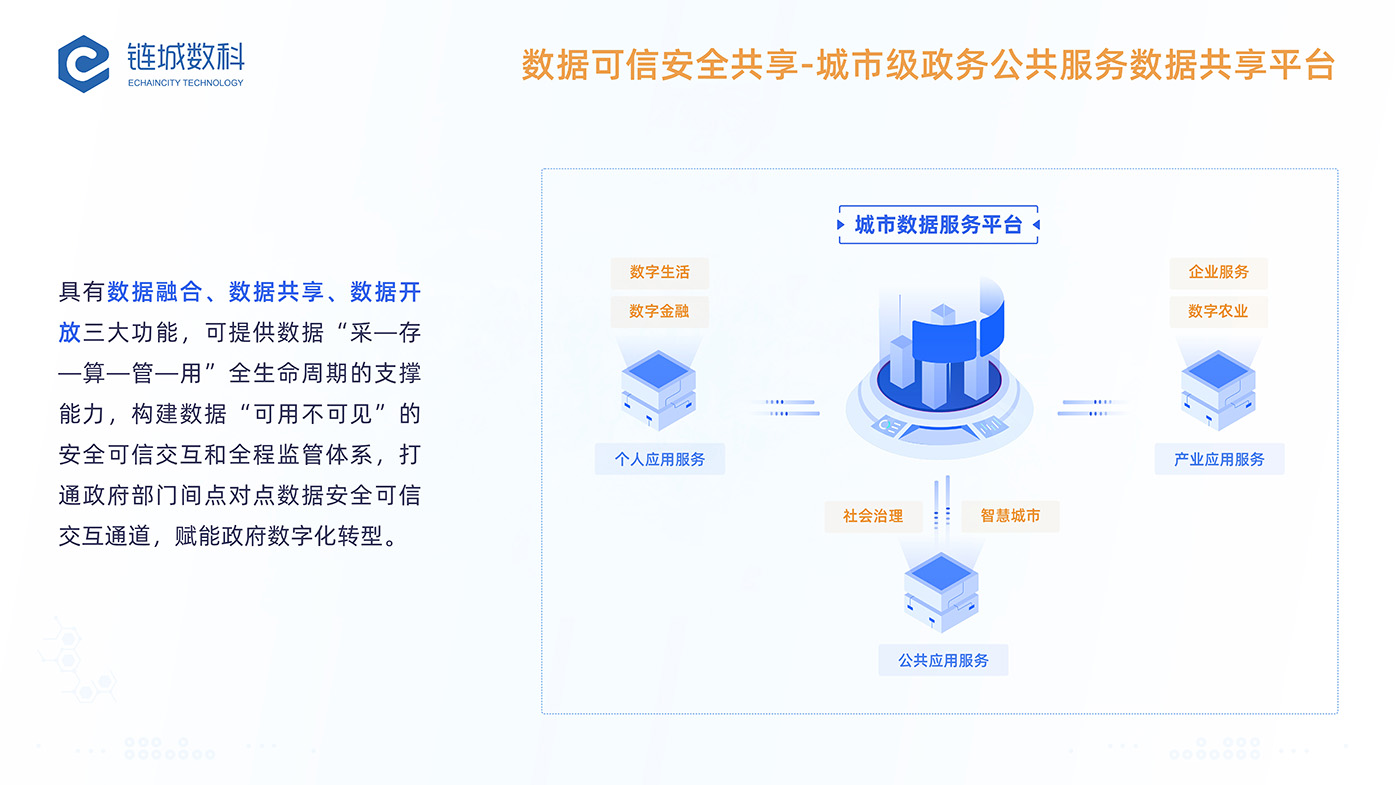 链城数科
ECHAINCITY TECHNOLOGY
数据可信安全共享-城市级政务公共服务数据共享平台
具有数据融合、数据共享、数据开
放三大功能，可提供数据“采—存
—算—管—用”全生命周期的支撑
能力，构建数据“可用不可见”的
安全可信交互和全程监管体系，打
通政府部门间点对点数据安全可信
交互通道，赋能政府数字化转型。
城市数据服务平台
数字生活
数字金融
个人应用服务
企业服务
数字农业
产业应用服务
社会治理
智慧城市
公共应用服务